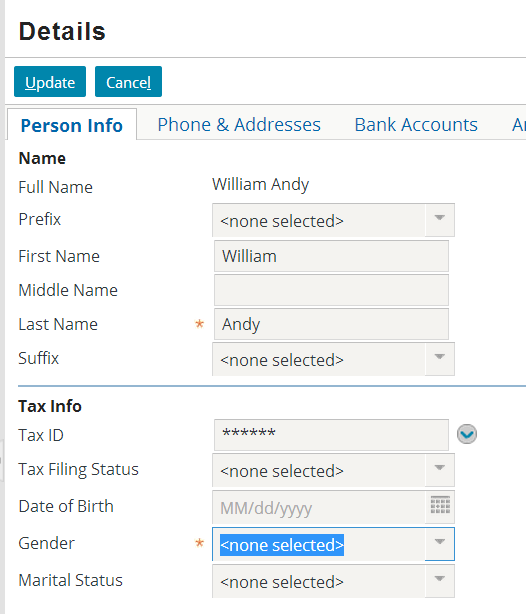 Details
Update Cancel
Person Info Phone & Addresses Bank Accounts
Name
Full Name William Andy
Prefix <none selected>
First Name William
Middle Name
Last Name * Andy
Suffix <none selected>
Tax Info
Tax ID ******
Tax Filing Status <none selected>
Date of Birth MM/dd/yyyy
Gender * <none selected>
Marital Status <none selected>